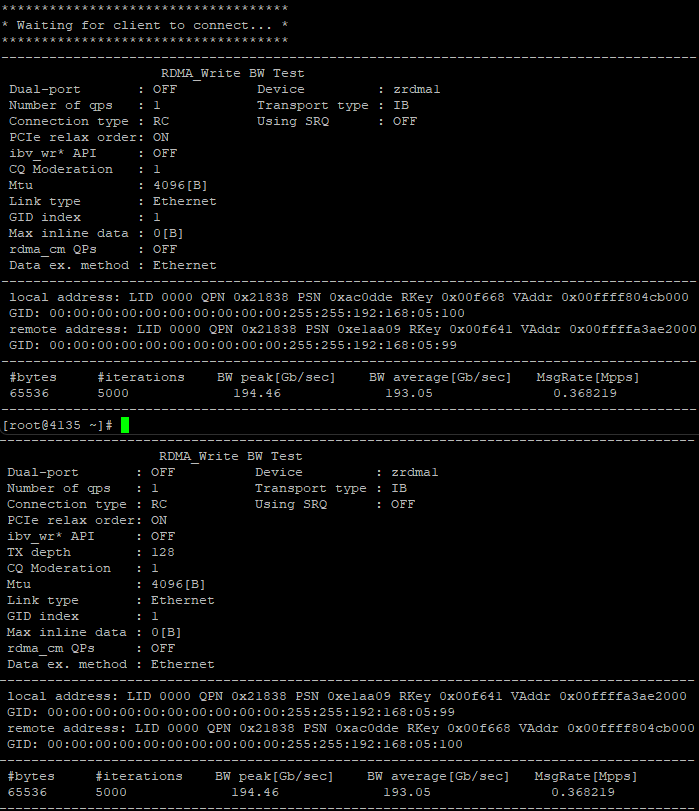 ************************************
* Waiting for client to connect... *
************************************
---------------------------------------------------------------------------------------
                    RDMA_Write BW Test
 Dual-port       : OFF          Device         : zrdma1
 Number of qps   : 1            Transport type : IB
 Connection type : RC           Using SRQ      : OFF
 PCIe relax order: ON
 ibv_wr* API     : OFF
 CQ Moderation   : 1
 Mtu             : 4096[B]
 Link type       : Ethernet
 GID index       : 1
 Max inline data : 0[B]
 rdma_cm QPs     : OFF
 Data ex. method : Ethernet
---------------------------------------------------------------------------------------
 local address: LID 0000 QPN 0x21838 PSN 0xac0dde RKey 0x00f668 VAddr 0x00ffff804cb000
 GID: 00:00:00:00:00:00:00:00:00:00:255:255:192:168:05:100
 remote address: LID 0000 QPN 0x21838 PSN 0xe1aa09 RKey 0x00f641 VAddr 0x00ffffa3ae2000
 GID: 00:00:00:00:00:00:00:00:00:00:255:255:192:168:05:99
---------------------------------------------------------------------------------------
 #bytes     #iterations    BW peak[Gb/sec]    BW average[Gb/sec]   MsgRate[Mpps]
 65536      5000             194.46             193.05               0.368219
---------------------------------------------------------------------------------------
[root@4135 ~]#
---------------------------------------------------------------------------------------
                    RDMA_Write BW Test
 Dual-port       : OFF          Device         : zrdma1
 Number of qps   : 1            Transport type : IB
 Connection type : RC           Using SRQ      : OFF
 PCIe relax order: ON
 ibv_wr* API     : OFF
 TX depth        : 128
 CQ Moderation   : 1
 Mtu             : 4096[B]
 Link type       : Ethernet
 GID index       : 1
 Max inline data : 0[B]
 rdma_cm QPs     : OFF
 Data ex. method : Ethernet
---------------------------------------------------------------------------------------
 local address: LID 0000 QPN 0x21838 PSN 0xe1aa09 RKey 0x00f641 VAddr 0x00ffffa3ae2000
 GID: 00:00:00:00:00:00:00:00:00:00:255:255:192:168:05:99
 remote address: LID 0000 QPN 0x21838 PSN 0xac0dde RKey 0x00f668 VAddr 0x00ffff804cb000
 GID: 00:00:00:00:00:00:00:00:00:00:255:255:192:168:05:100
---------------------------------------------------------------------------------------
 #bytes     #iterations    BW peak[Gb/sec]    BW average[Gb/sec]   MsgRate[Mpps]
 65536      5000             194.46             193.05               0.368219
---------------------------------------------------------------------------------------